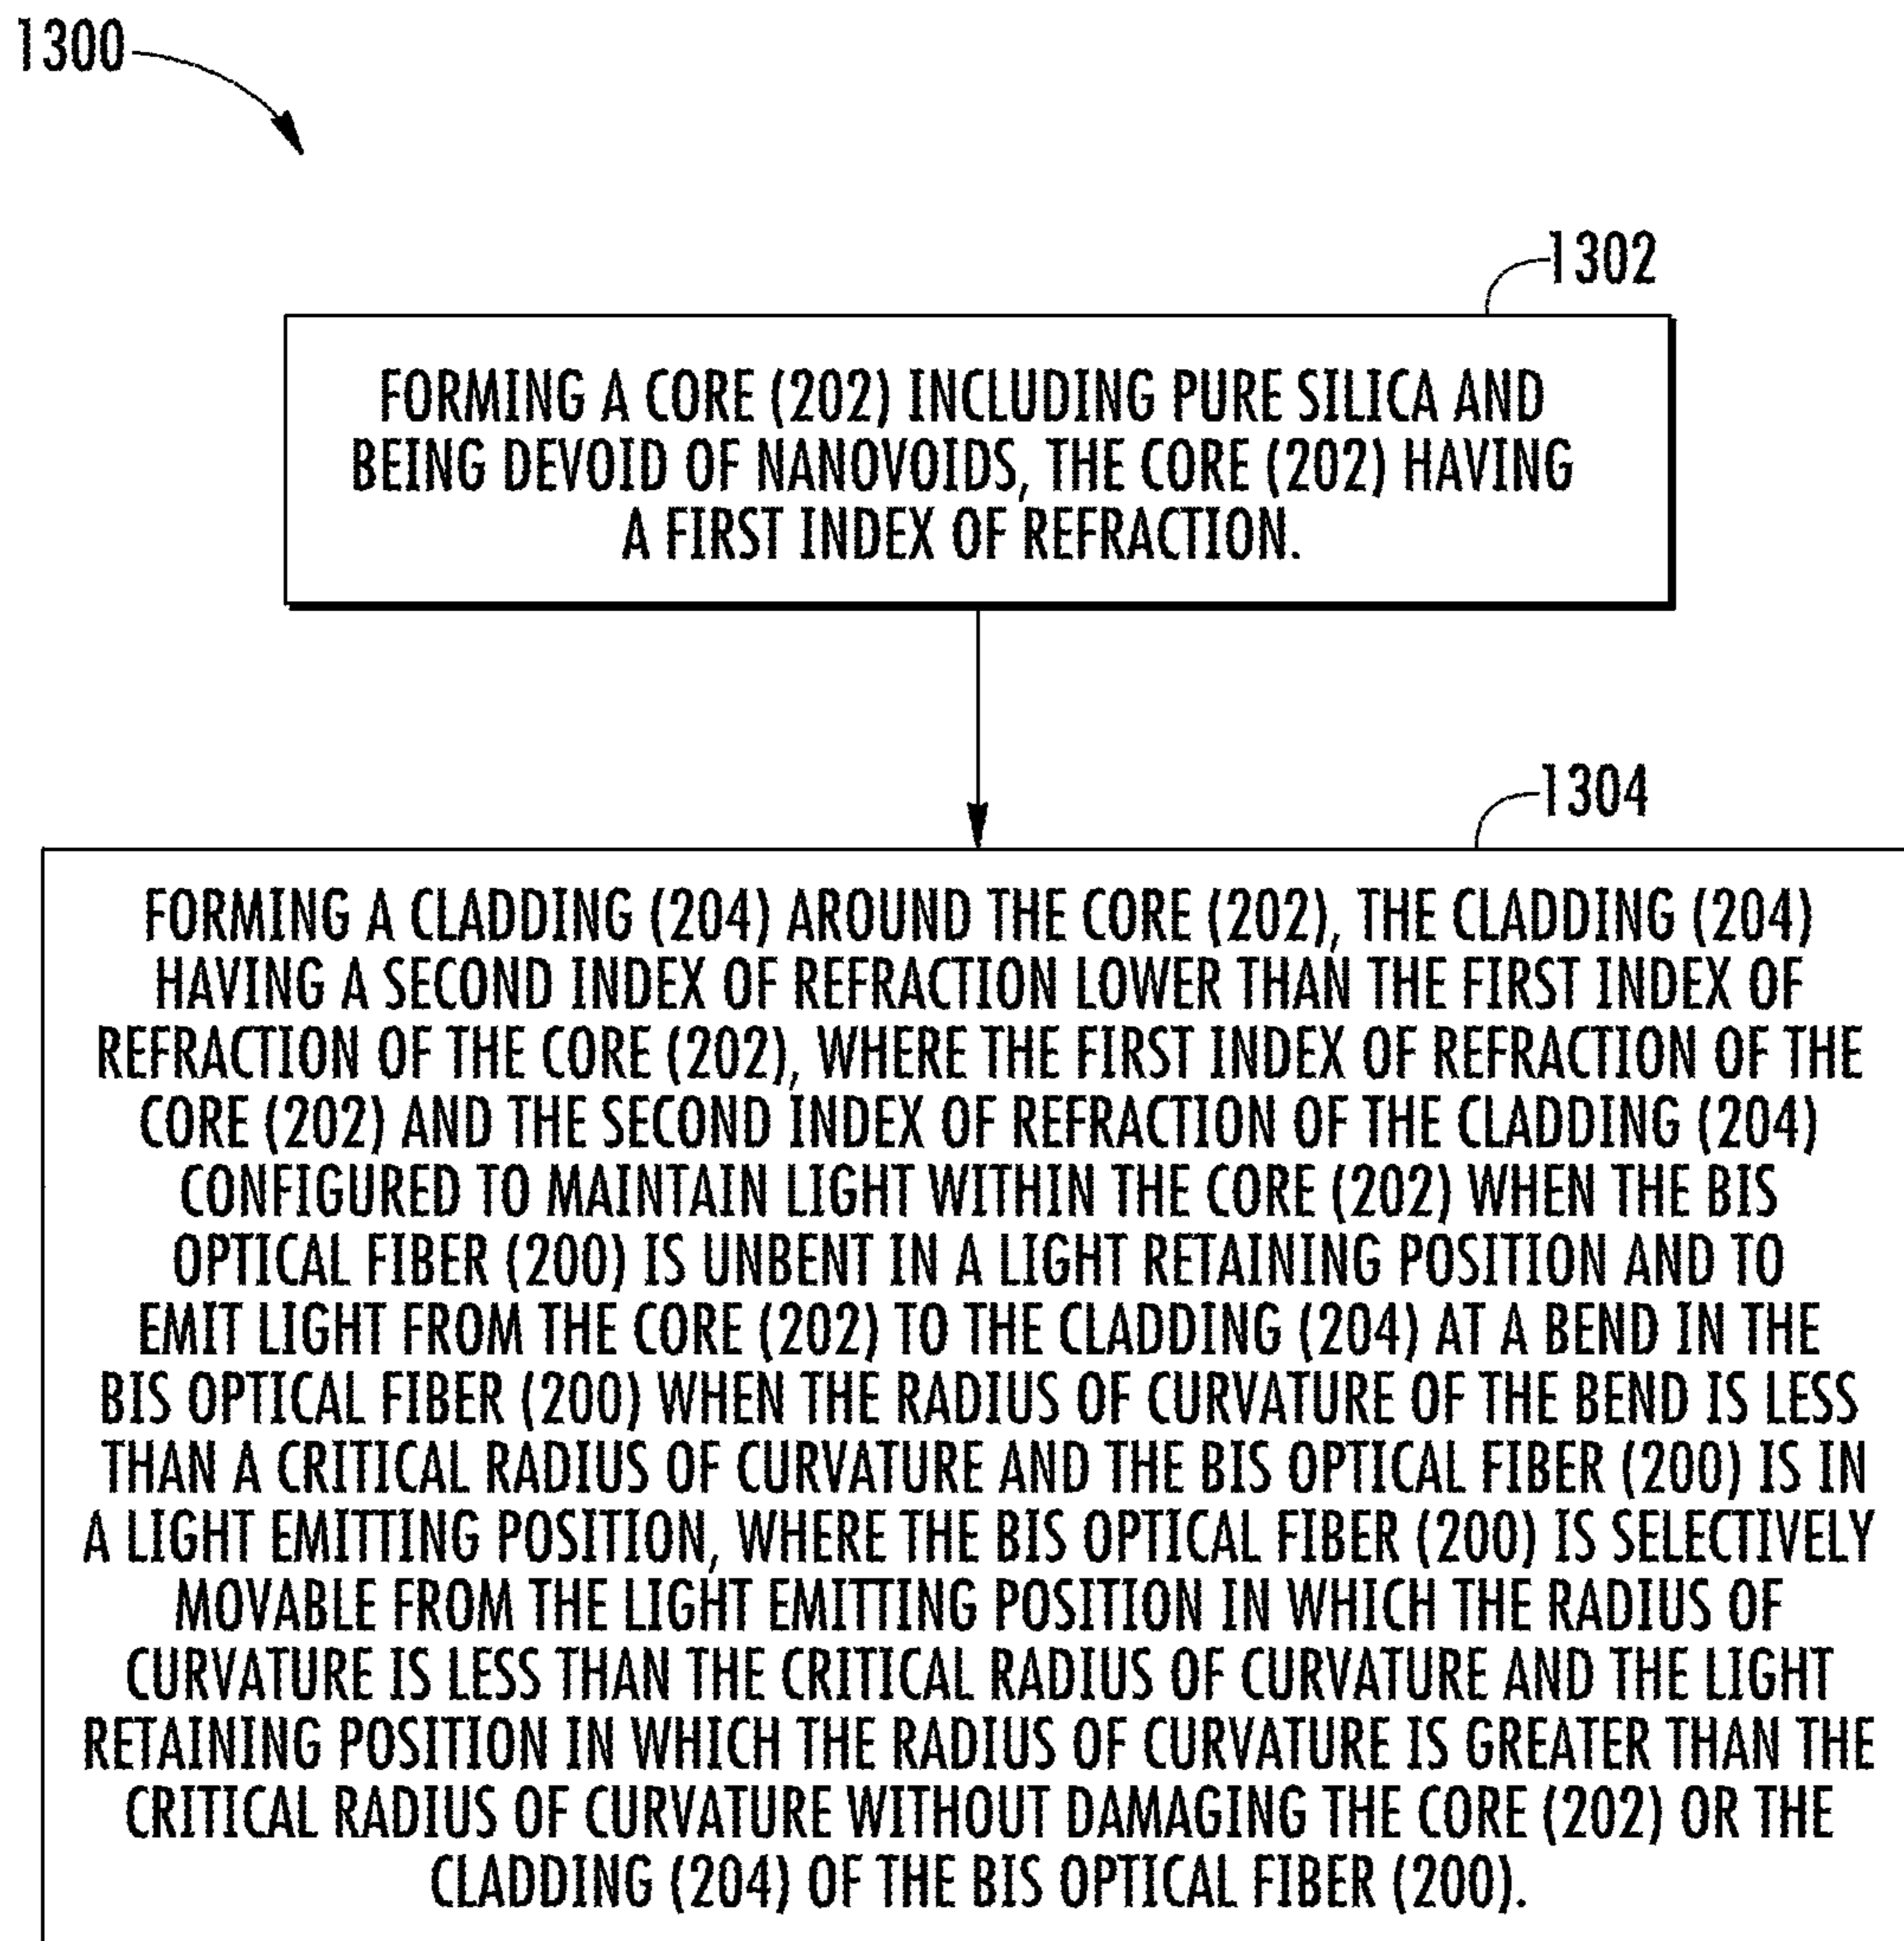 1300
1302
FORMING A CORE (202) INCLUDING PURE SILICA AND
BEING DEVOID OF NANOVOIDS, THE CORE (202) HAVING
A FIRST INDEX OF REFRACTION.
1304
FORMING A CLADDING (204) AROUND THE CORE (202), THE CLADDING (204)
HAVING A SECOND INDEX OF REFRACTION LOWER THAN THE FIRST INDEX OF
REFRACTION OF THE CORE (202), WHERE THE FIRST INDEX OF REFRACTION OF THE
CORE (202) AND THE SECOND INDEX OF REFRACTION OF THE CLADDING (204)
CONFIGURED TO MAINTAIN LIGHT WITHIN THE CORE (202) WHEN THE BIS
OPTICAL FIBER (200) IS UNBENT IN A LIGHT RETAINING POSITION AND TO
EMIT LIGHT FROM THE CORE (202) TO THE CLADDING (204) AT A BEND IN THE
BIS OPTICAL FIBER (200) WHEN THE RADIUS OF CURVATURE OF THE BEND IS LESS
THAN A CRITICAL RADIUS OF CURVATURE AND THE BIS OPTICAL FIBER (200) IS IN
A LIGHT EMITTING POSITION, WHERE THE BIS OPTICAL FIBER (200) IS SELECTIVELY
MOVABLE FROM THE LIGHT EMITTING POSITION IN WHICH THE RADIUS OF
CURVATURE IS LESS THAN THE CRITICAL RADIUS OF CURVATURE AND THE LIGHT
RETAINING POSITION IN WHICH THE RADIUS OF CURVATURE IS GREATER THAN THE
CRITICAL RADIUS OF CURVATURE WITHOUT DAMAGING THE CORE (202) OR THE
CLADDING (204) OF THE BIS OPTICAL FIBER (200).